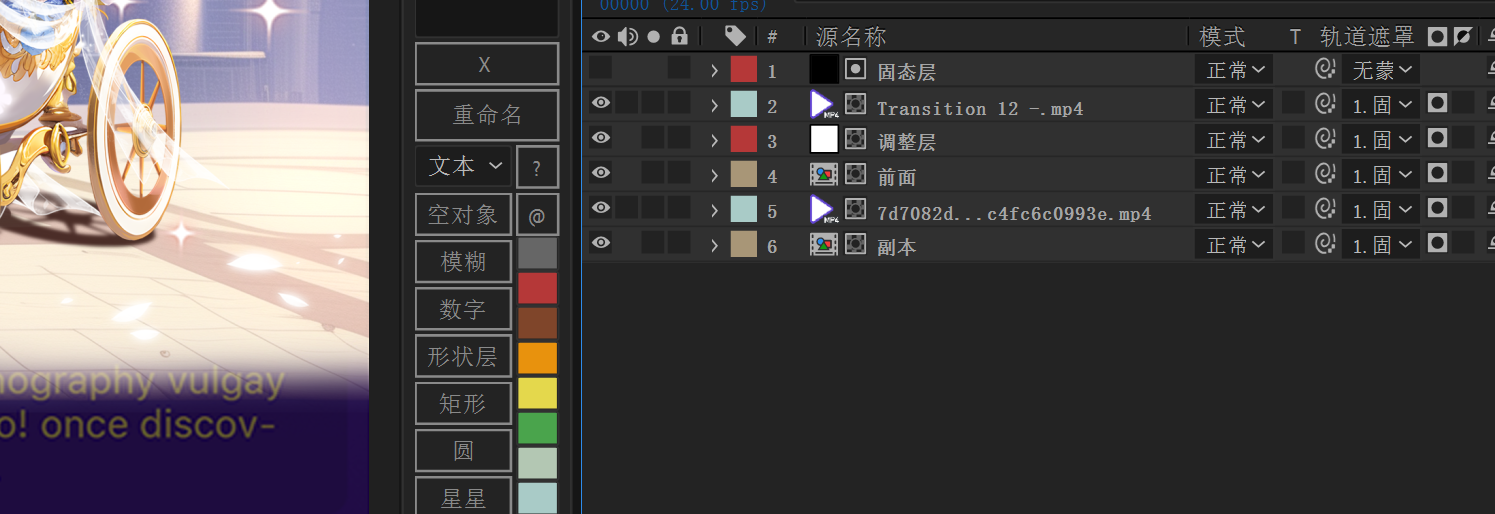 00000 (24.00 fps)
# 源名称 模式 T 轨道遮罩
1 固态层 正常 无蒙
2 MP4 Transition 12 -.mp4 正常 1. 固
3 调整层 正常 1. 固
4 前面 正常 1. 固
5 MP4 7d7082d...c4fc6c0993e.mp4 正常 1. 固
6 副本 正常 1. 固
X
重命名
文本 ?
空对象 @
模糊
数字
形状层
矩形
圆
星星
nography vulgay
o! once discov-